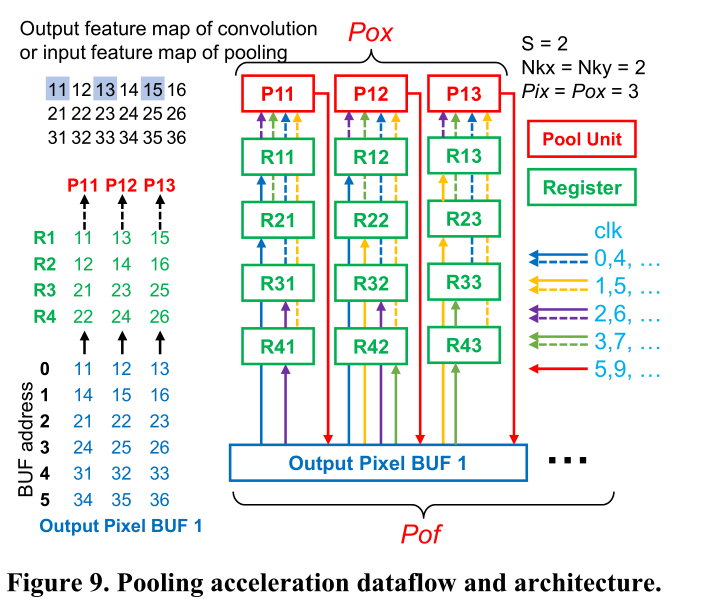 Output feature map of convolution
or input feature map of pooling
11 12 13 14 15 16
21 22 23 24 25 26
31 32 33 34 35 36
P11 P12 P13
R1 11 13 15
R2 12 14 16
R3 21 23 25
R4 22 24 26
BUF address
0 11 12 13
1 14 15 16
2 21 22 23
3 24 25 26
4 31 32 33
5 34 35 36
Output Pixel BUF 1
Pox
P11 P12 P13
R11 R12 R13
R21 R22 R23
R31 R32 R33
R41 R42 R43
Output Pixel BUF 1
...
Pof
S = 2
Nkx = Nky = 2
Pix = Pox = 3
Pool Unit
Register
clk
0,4, ...
1,5, ...
2,6, ...
3,7, ...
5,9, ...
Figure 9. Pooling acceleration dataflow and architecture.